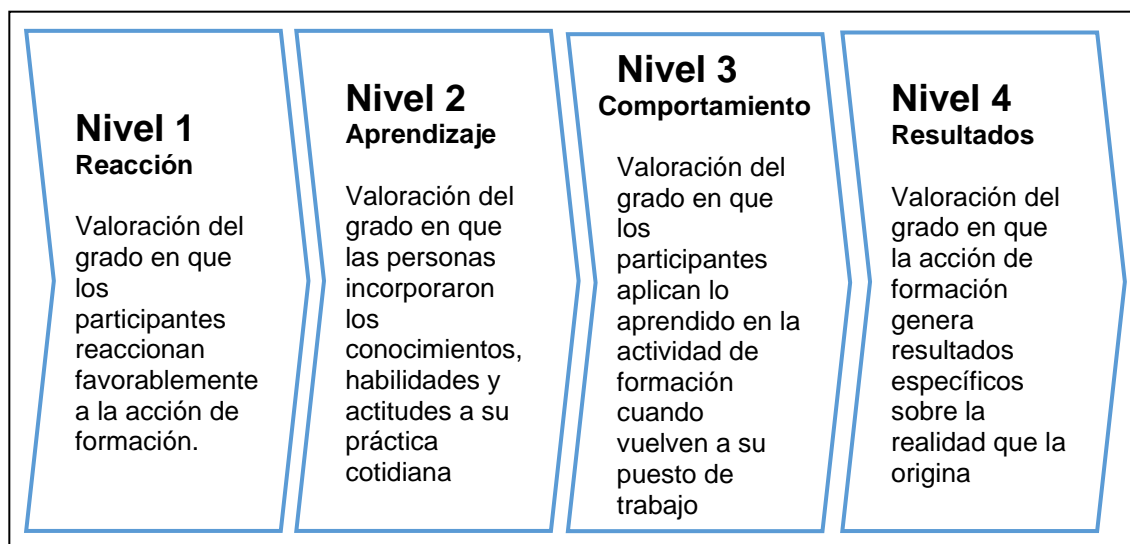 Nivel 1
Reacción
Valoración del
grado en que
los
participantes
reaccionan
favorablemente
a la acción de
formación.
Nivel 2
Aprendizaje
Valoración del
grado en que
las personas
incorporaron
los
conocimientos,
habilidades y
actitudes a su
práctica
cotidiana
Nivel 3
Comportamiento
Valoración del
grado en que
los
participantes
aplican lo
aprendido en la
actividad de
formación
cuando
vuelven a su
puesto de
trabajo
Nivel 4
Resultados
Valoración del
grado en que
la acción de
formación
genera
resultados
específicos
sobre la
realidad que la
origina